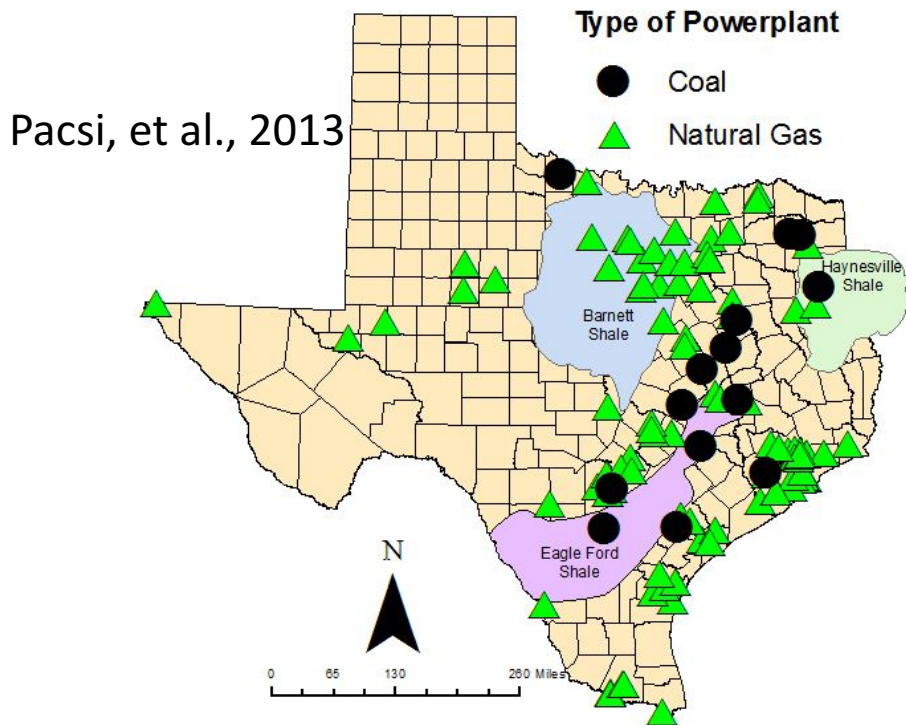 Type of Powerplant
Coal
Pacsi, et al., 2013
Natural Gas
Haynesville
Shale
Barnett
Shale
Eagle Ford
Shale
N
0 65 130 260 Miles